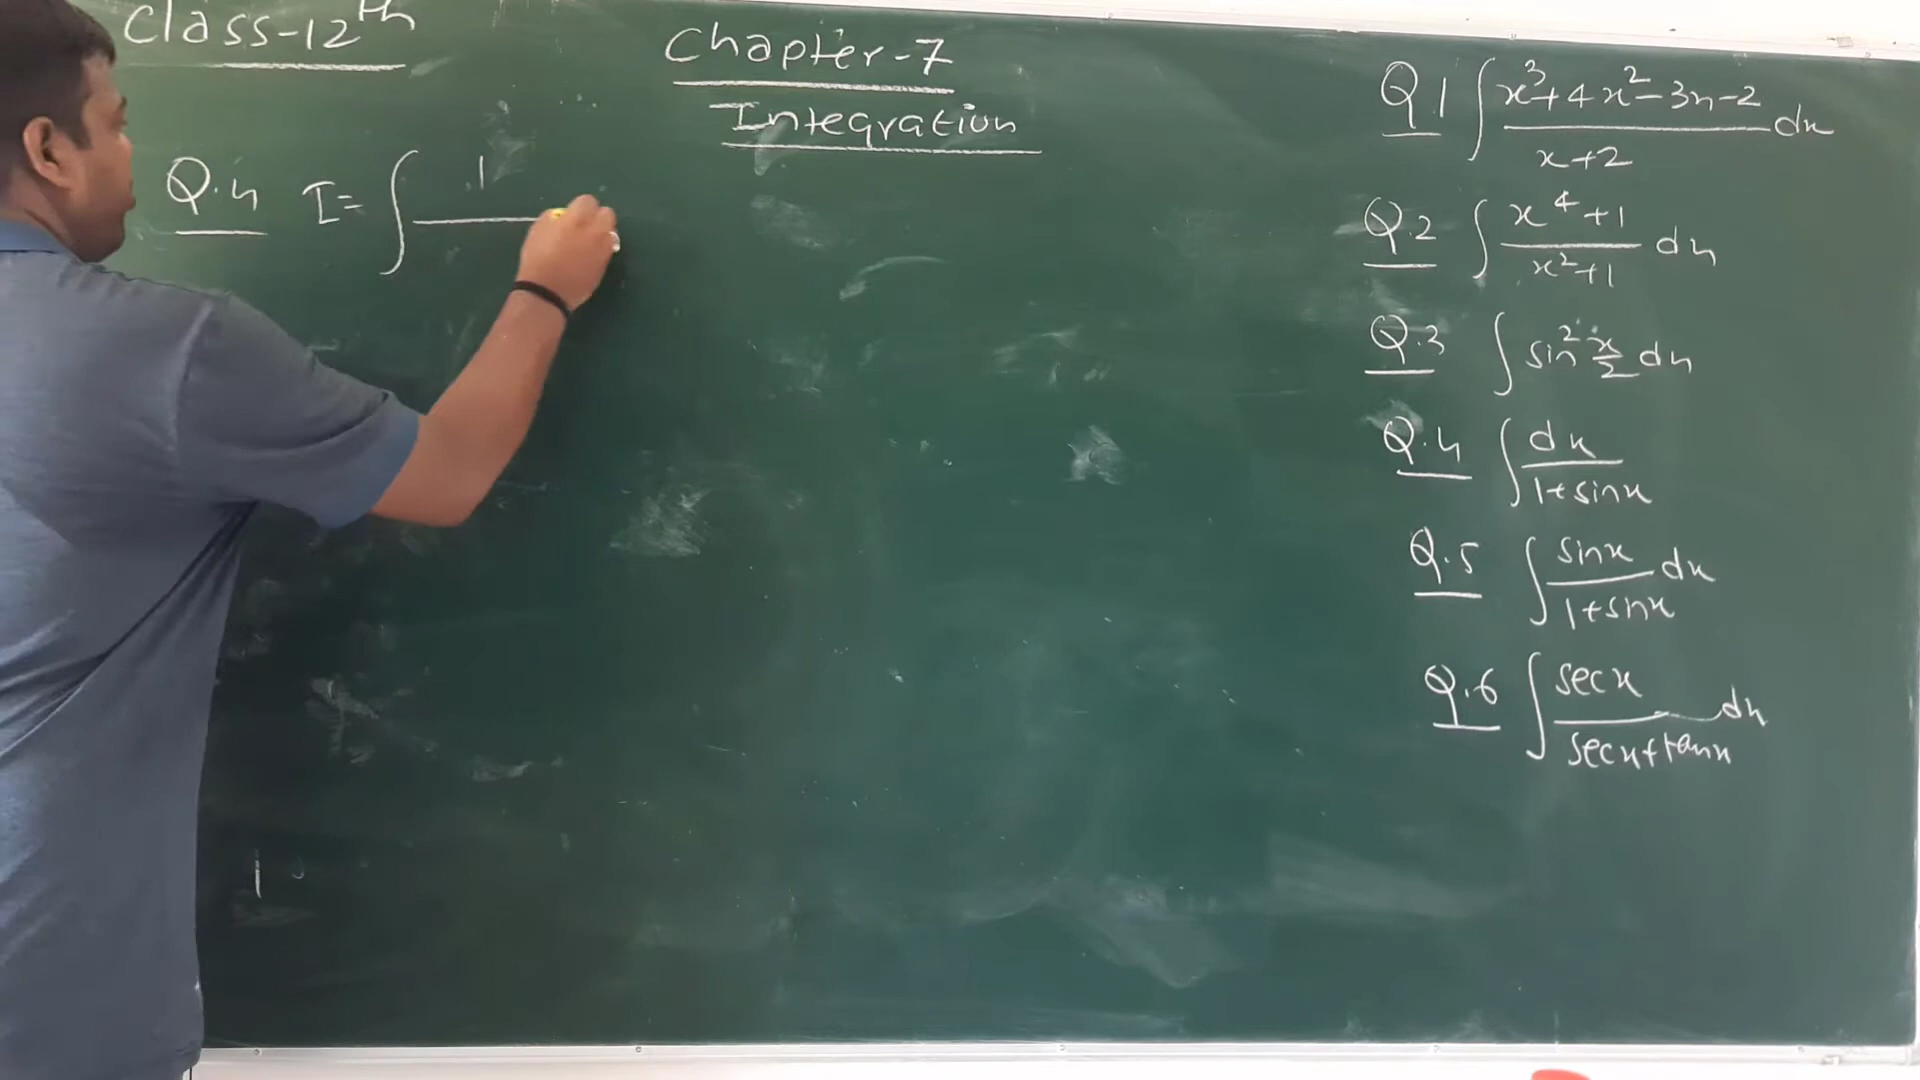 Class-12th
Chapter-7
Integration
Q.4 I = ∫ 1
Q.1 ∫ x³+4x²-3x-2 / x+2 dx
Q.2 ∫ x⁴+1 / x²+1 dx
Q.3 ∫ sin² x/2 dx
Q.4 ∫ dx / 1+sinx
Q.5 ∫ sinx / 1+sinx dx
Q.6 ∫ secx / secx+tanx dx